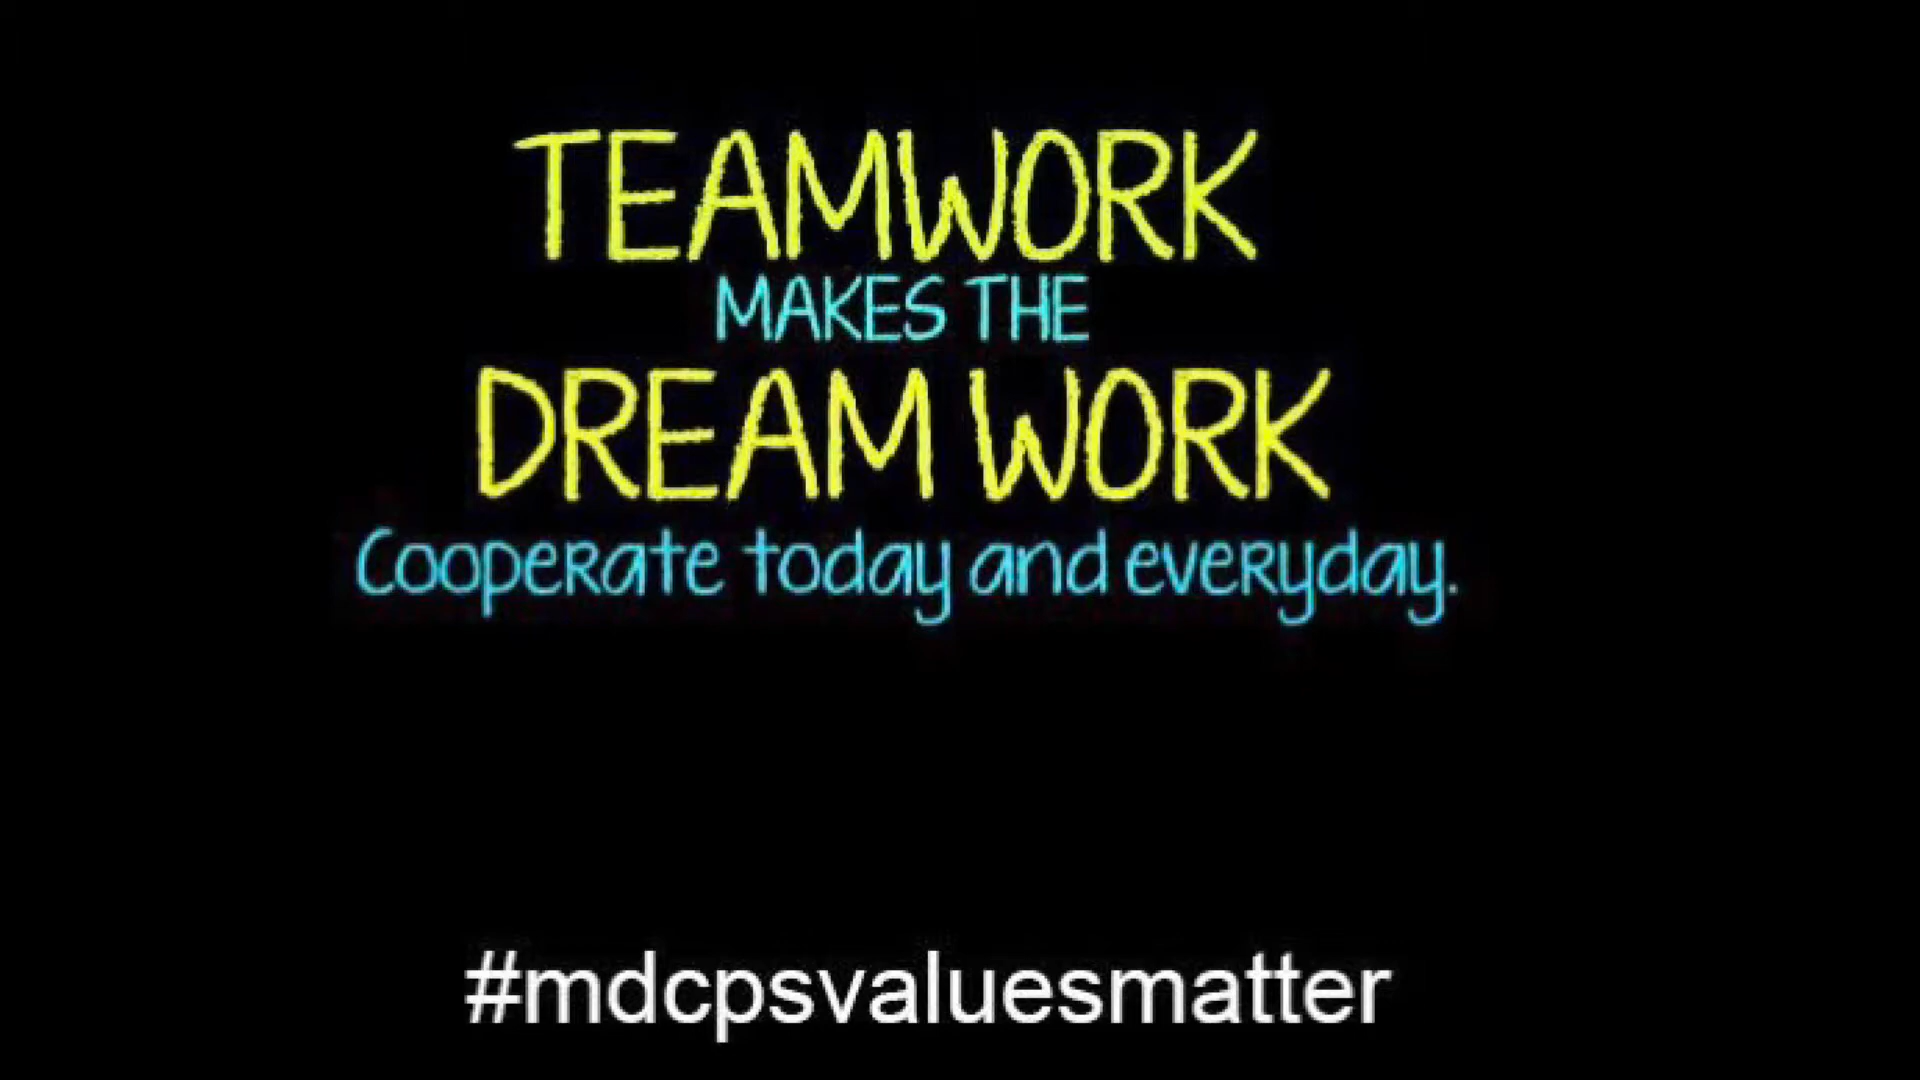 TEAMWORK
MAKES THE
DREAM WORK
Cooperate today and everyday.
#mdcpsvaluesmatter